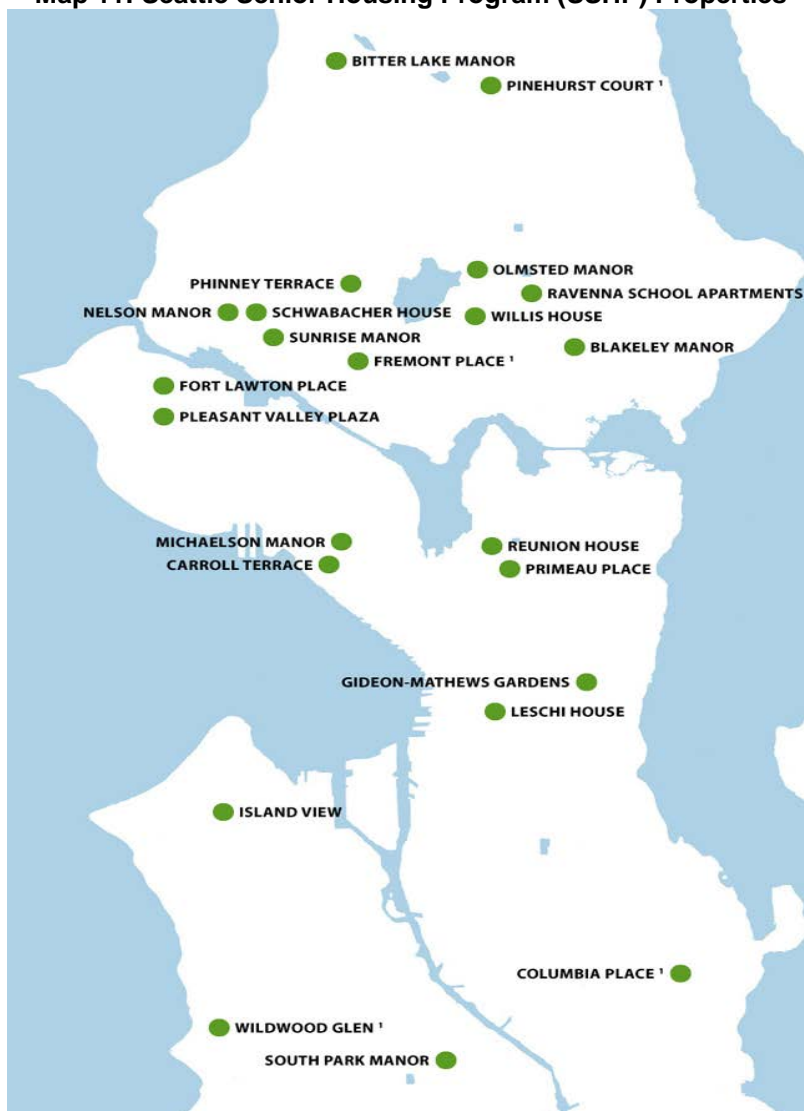 Seattle Senior Housing Program (SSHP) Properties
BITTER LAKE MANOR
PINEHURST COURT ¹
OLMSTED MANOR
PHINNEY TERRACE
RAVENNA SCHOOL APARTMENTS
NELSON MANOR
SCHWABACHER HOUSE
WILLIS HOUSE
SUNRISE MANOR
BLAKELEY MANOR
FREMONT PLACE ¹
FORT LAWTON PLACE
PLEASANT VALLEY PLAZA
MICHAELSON MANOR
REUNION HOUSE
CARROLL TERRACE
PRIMEAU PLACE
GIDEON-MATHEWS GARDENS
LESCHI HOUSE
ISLAND VIEW
COLUMBIA PLACE ¹
WILDWOOD GLEN ¹
SOUTH PARK MANOR